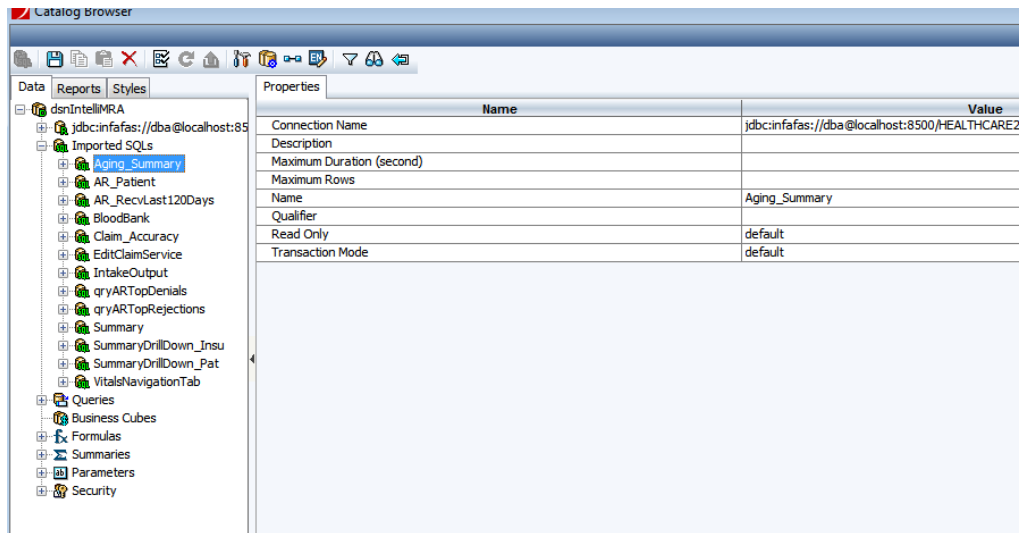 Catalog Browser
Data Reports Styles
Properties
dsnIntelliMRA
jdbc:infafas://dba@localhost:85
Imported SQLs
Aging_Summary
AR_Patient
AR_RecvLast120Days
BloodBank
Claim_Accuracy
EditClaimService
IntakeOutput
qryARTopDenials
qryARTopRejections
Summary
SummaryDrillDown_Insu
SummaryDrillDown_Pat
VitalsNavigationTab
Queries
Business Cubes
Formulas
Summaries
Parameters
Security
Name Value
Connection Name jdbc:infafas://dba@localhost:8500/HEALTHCARE2
Description
Maximum Duration (second)
Maximum Rows
Name Aging_Summary
Qualifier
Read Only default
Transaction Mode default